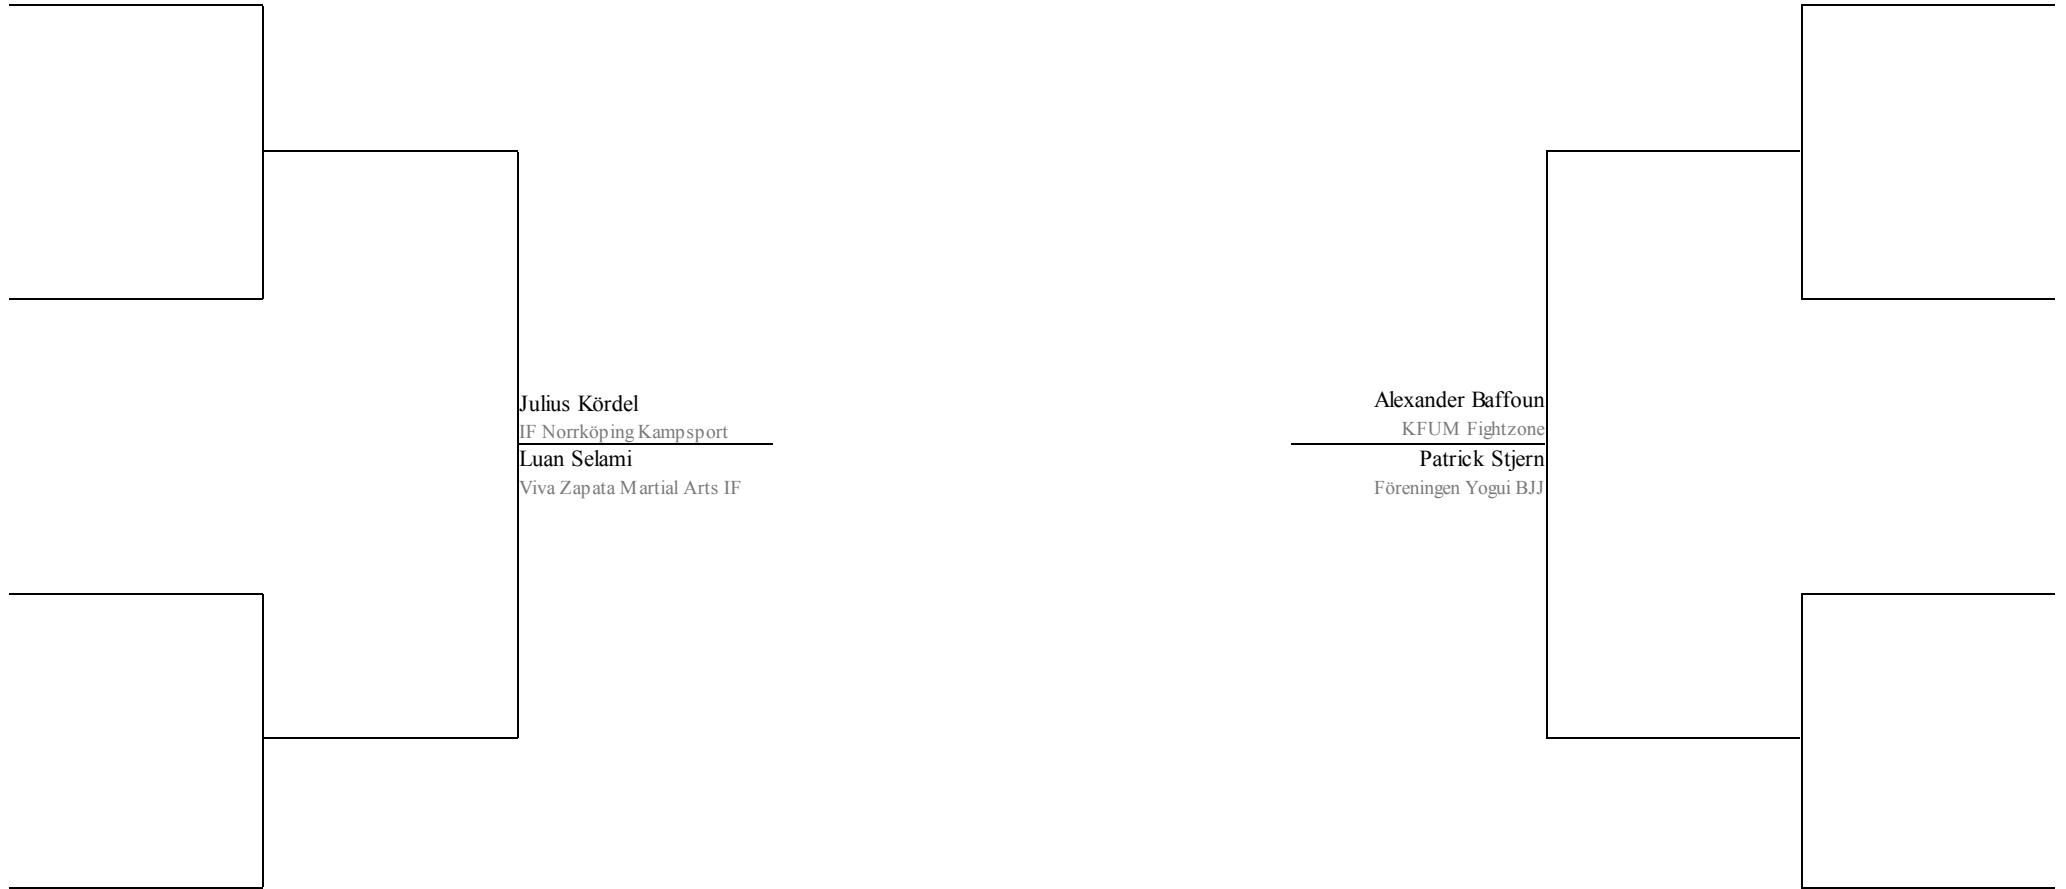 Julius Kördel
IF Norrköping Kampsport
Luan Selami
Viva Zapata Martial Arts IF
Alexander Baffoun
KFUM Fightzone
Patrick Stjern
Föreningen Yogui BJJ